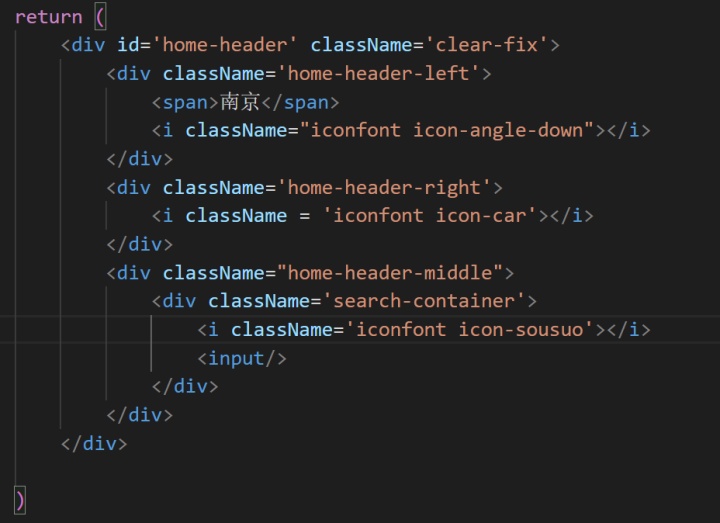 return (
<div id='home-header' className='clear-fix'>
<div className='home-header-left'>
<span>南京</span>
<i className="iconfont icon-angle-down"></i>
</div>
<div className='home-header-right'>
<i className = 'iconfont icon-car'></i>
</div>
<div className="home-header-middle">
<div className='search-container'>
<i className='iconfont icon-sousuo'></i>
<input/>
</div>
</div>
</div>
)